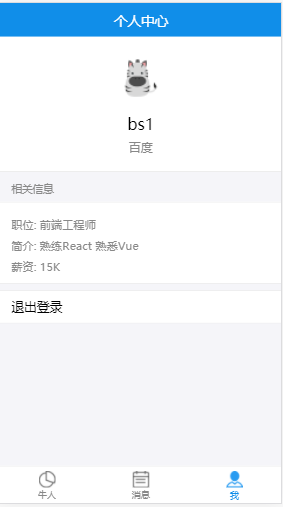 个人中心
bs1
百度
相关信息
职位: 前端工程师
简介: 熟练React 熟悉Vue
薪资: 15K
退出登录
牛人 消息 我